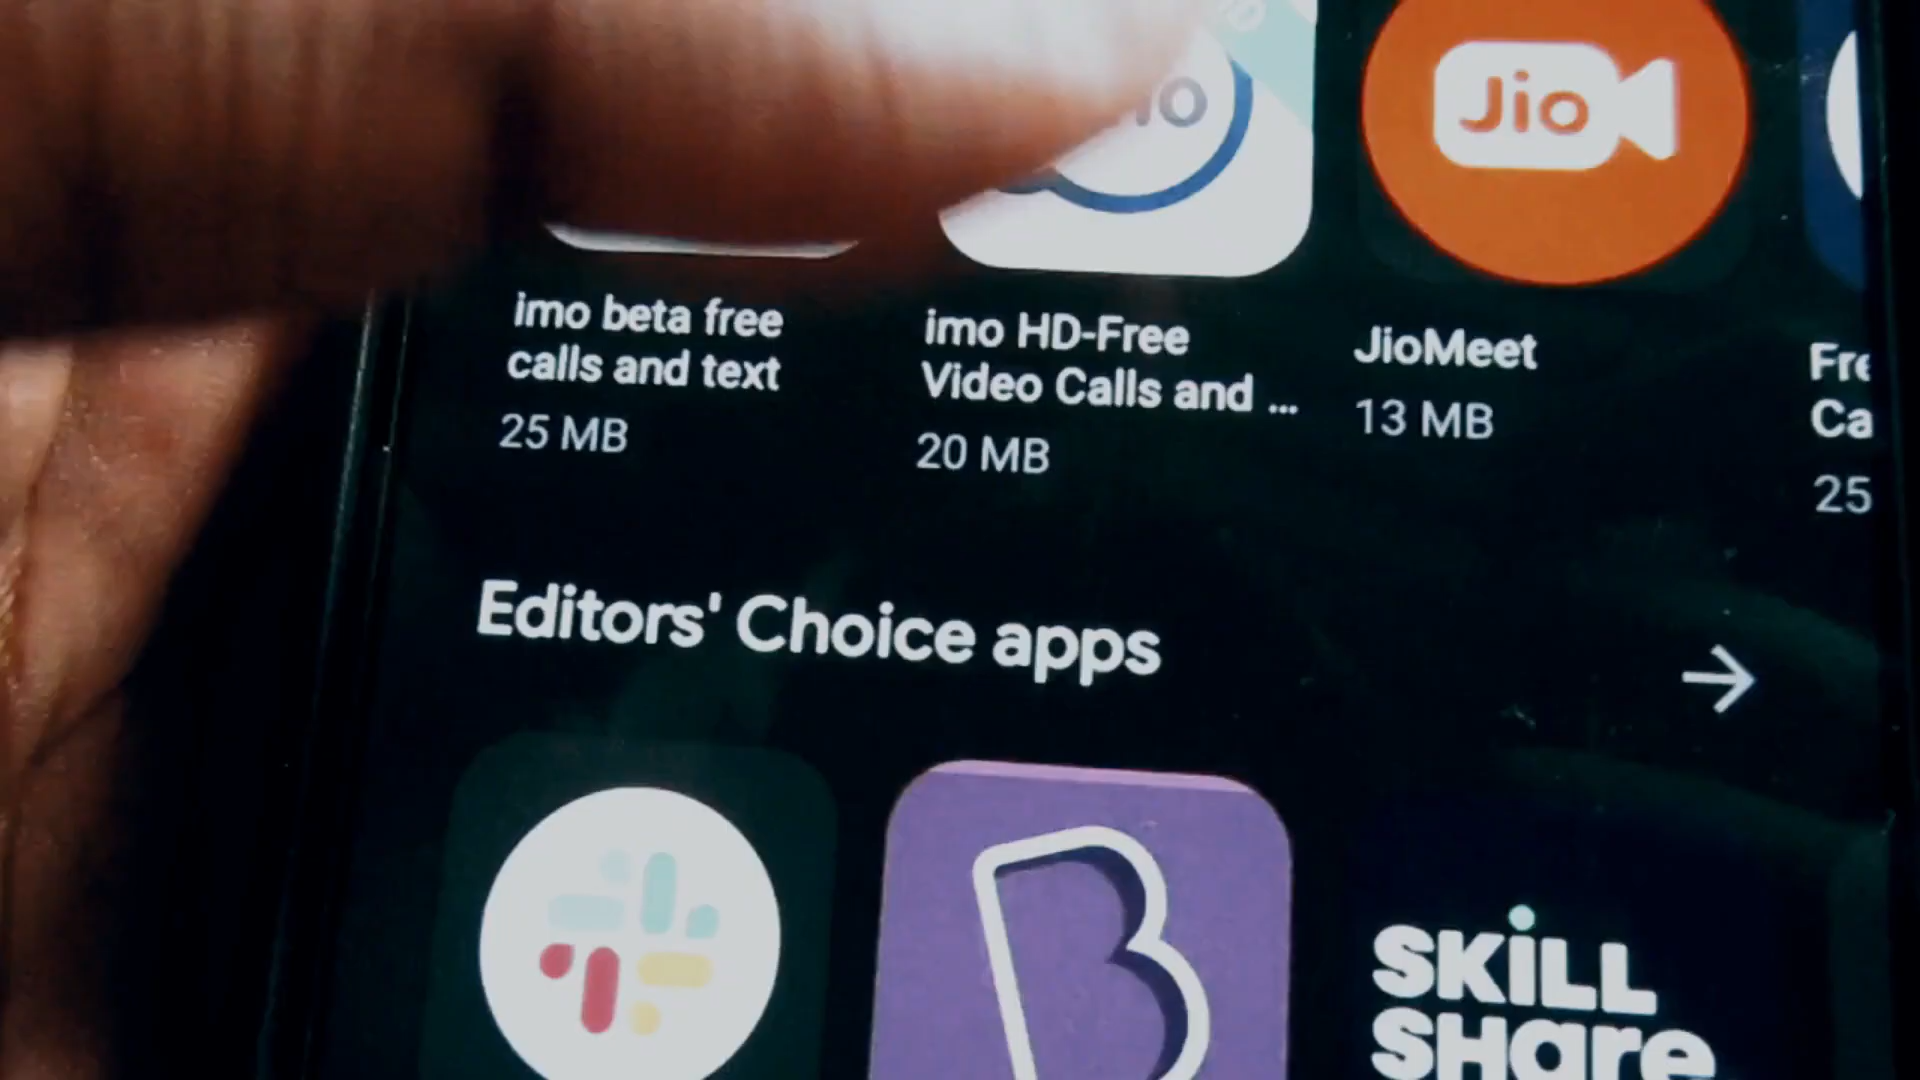 Jio
imo beta free
calls and text
25 MB
imo HD-Free
Video Calls and ...
20 MB
JioMeet
13 MB
25
Editors' Choice apps
SKiLL
SHare